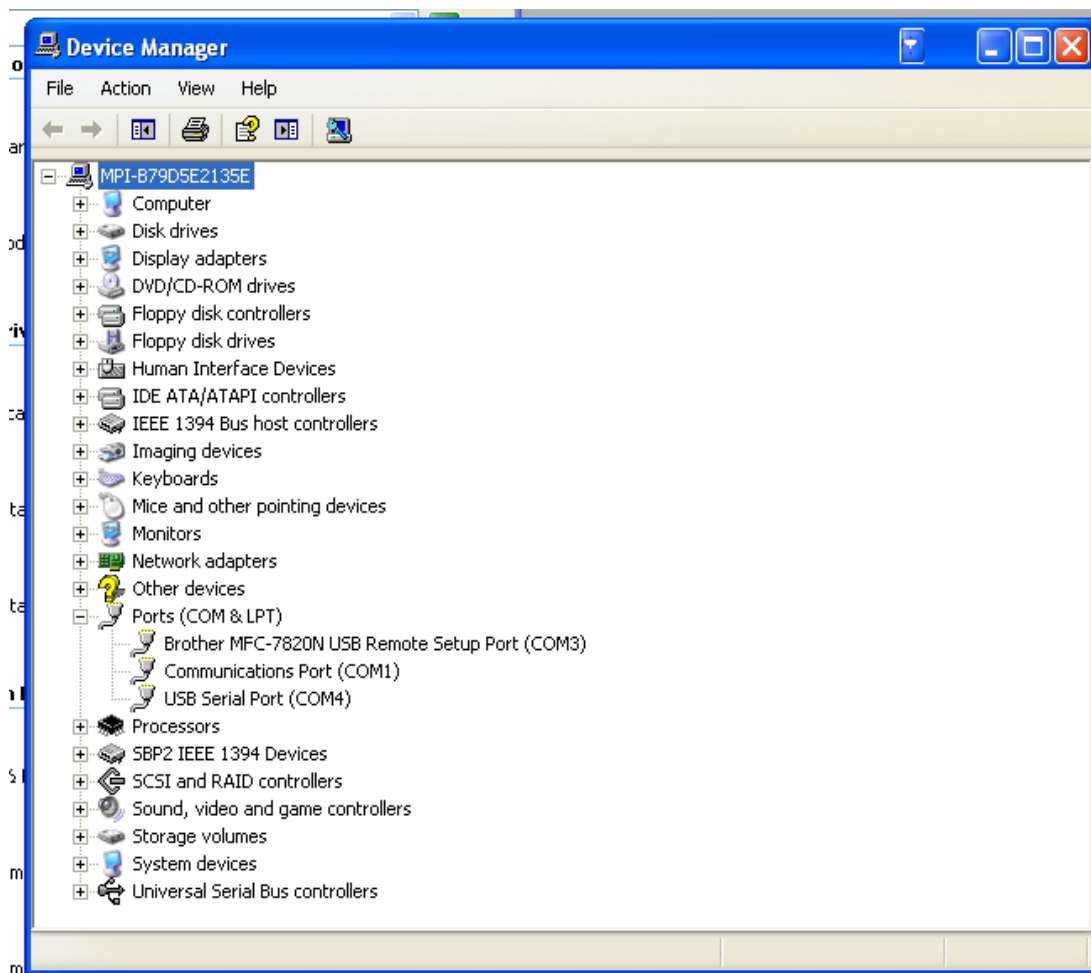 Device Manager
File Action View Help
MPI-B79D5E2135E
Computer
Disk drives
Display adapters
DVD/CD-ROM drives
Floppy disk controllers
Floppy disk drives
Human Interface Devices
IDE ATA/ATAPI controllers
IEEE 1394 Bus host controllers
Imaging devices
Keyboards
Mice and other pointing devices
Monitors
Network adapters
Other devices
Ports (COM & LPT)
Brother MFC-7820N USB Remote Setup Port (COM3)
Communications Port (COM1)
USB Serial Port (COM4)
Processors
SBP2 IEEE 1394 Devices
SCSI and RAID controllers
Sound, video and game controllers
Storage volumes
System devices
Universal Serial Bus controllers